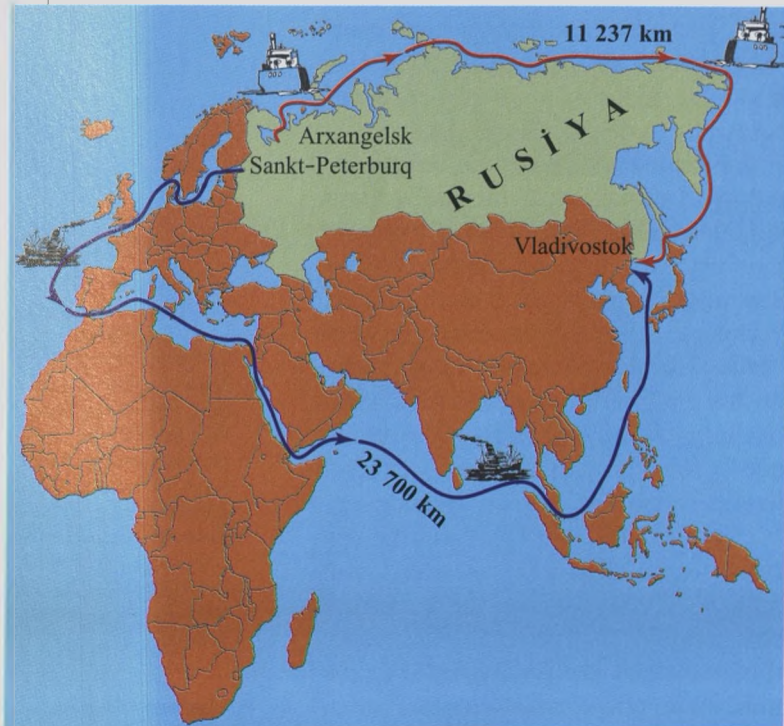 11 237 km
Arxangelsk
Sankt-Peterburq
RUSİYA
Vladivostok
23 700 km